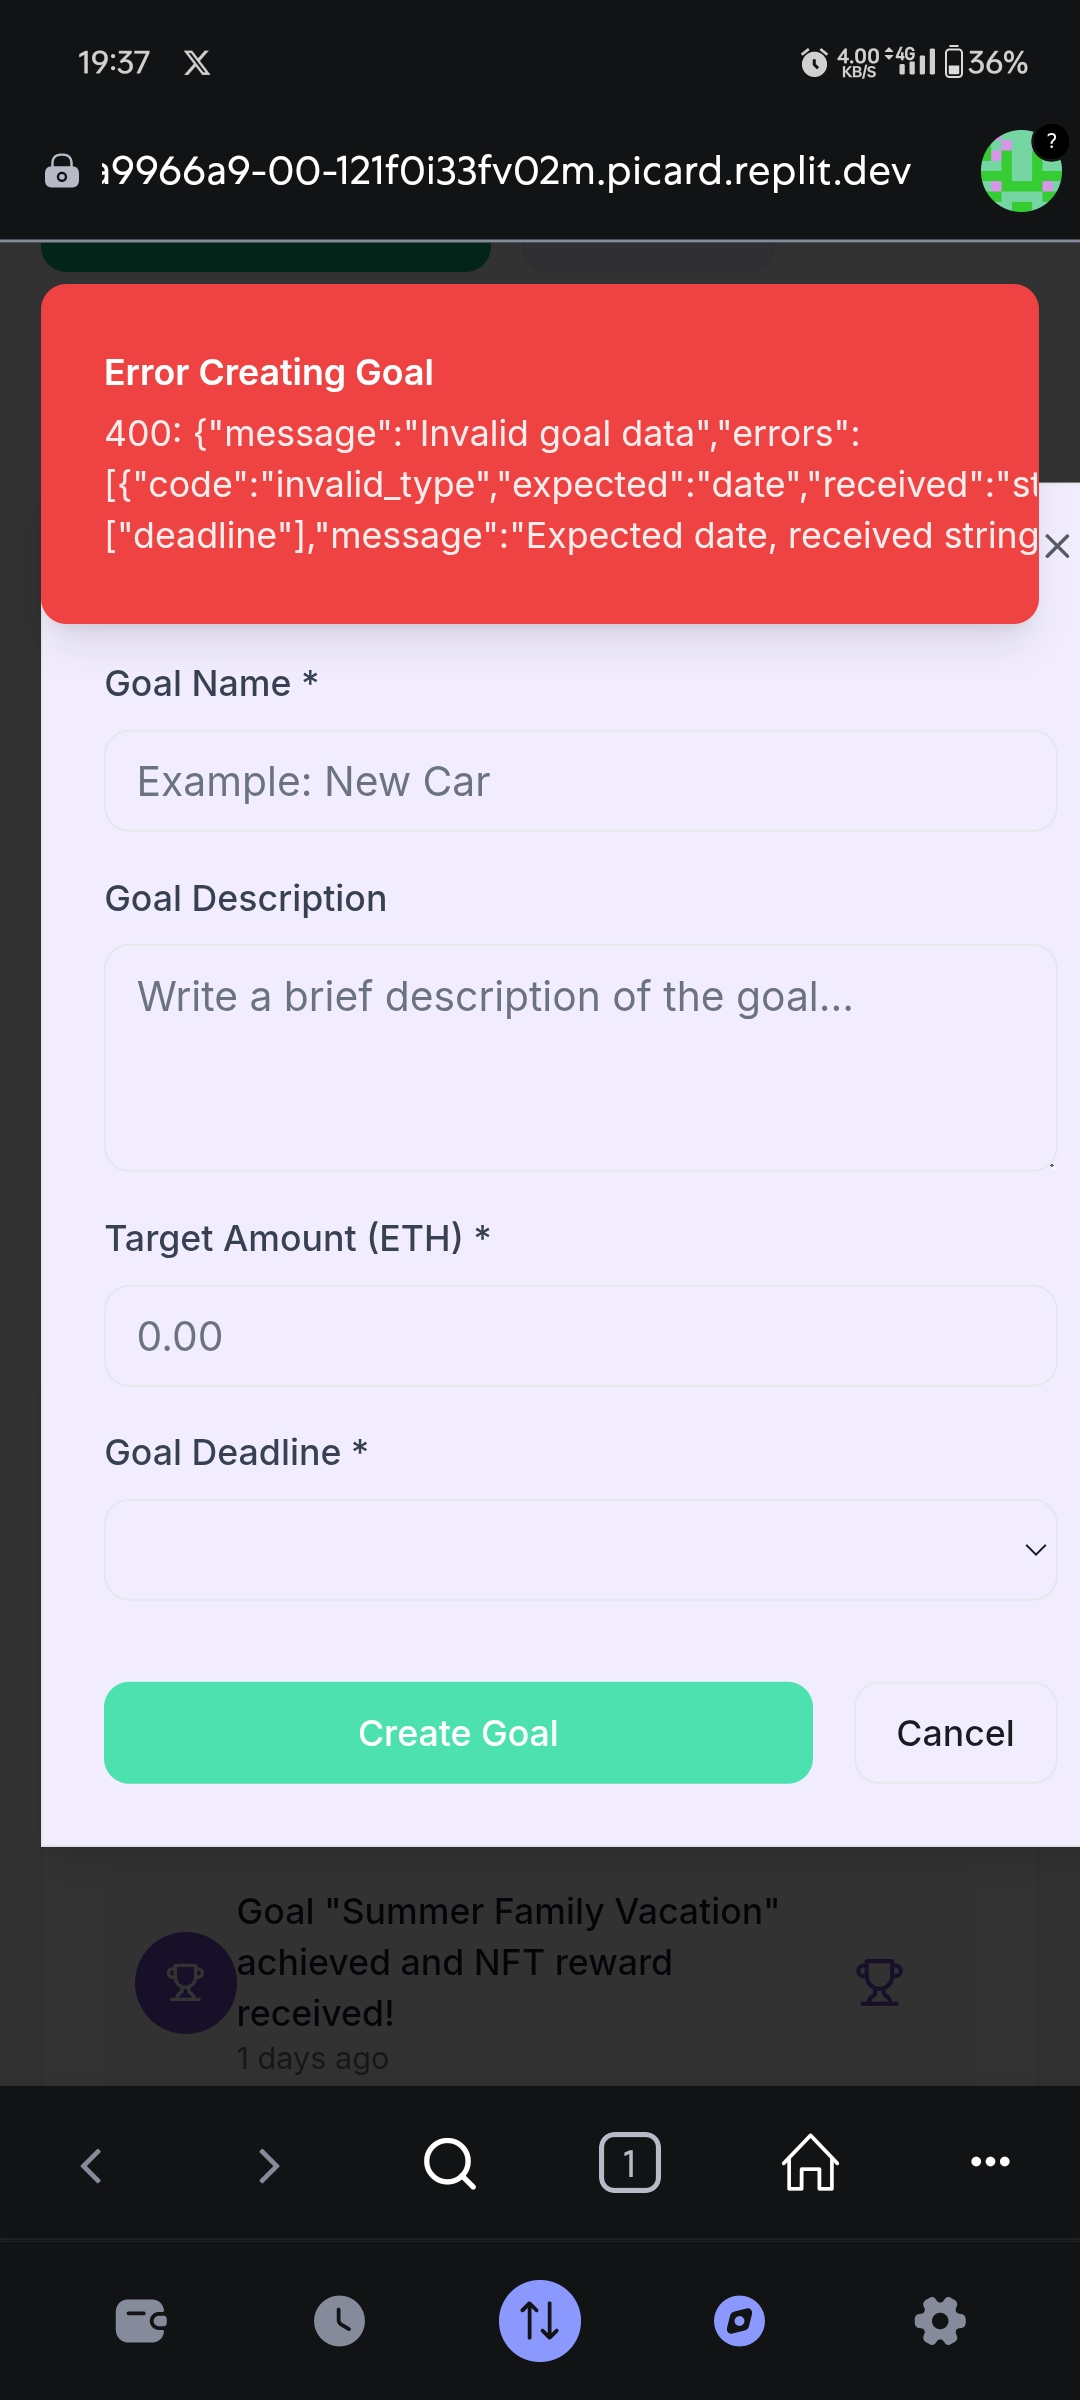 19:37
4.00 KB/S 4G 36%
a9966a9-00-121f0i33fv02m.picard.replit.dev
?
Error Creating Goal
400: {"message":"Invalid goal data","errors":
[{"code":"invalid_type","expected":"date","received":"st
["deadline"],"message":"Expected date, received string
Goal Name *
Example: New Car
Goal Description
Write a brief description of the goal...
Target Amount (ETH) *
0.00
Goal Deadline *
Create Goal
Cancel
Goal "Summer Family Vacation"
achieved and NFT reward
received!
1 days ago
1